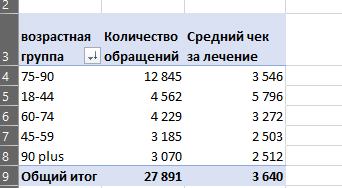 2
3 возрастная группа Количество обращений Средний чек за лечение
4 75-90 12 845 3 546
5 18-44 4 562 5 796
6 60-74 4 229 3 272
7 45-59 3 185 2 503
8 90 plus 3 070 2 512
9 Общий итог 27 891 3 640